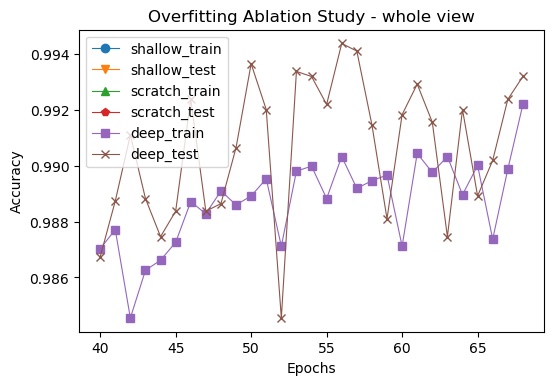 Overfitting Ablation Study - whole view
shallow_train
shallow_test
scratch_train
scratch_test
deep_train
deep_test
Accuracy
0.994
0.992
0.990
0.988
0.986
40
45
50
55
60
65
Epochs